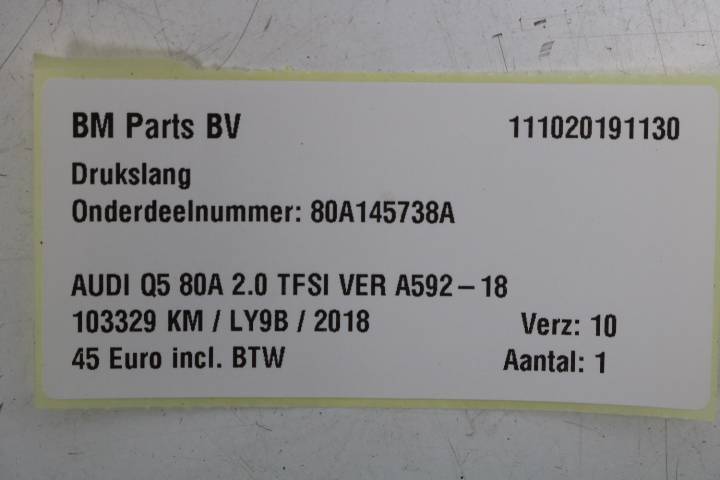 BM Parts BV 111020191130
Drukslang
Onderdeelnummer: 80A145738A
AUDI Q5 80A 2.0 TFSI VER A592-18
103329 KM / LY9B / 2018 Verz: 10
45 Euro incl. BTW Aantal: 1